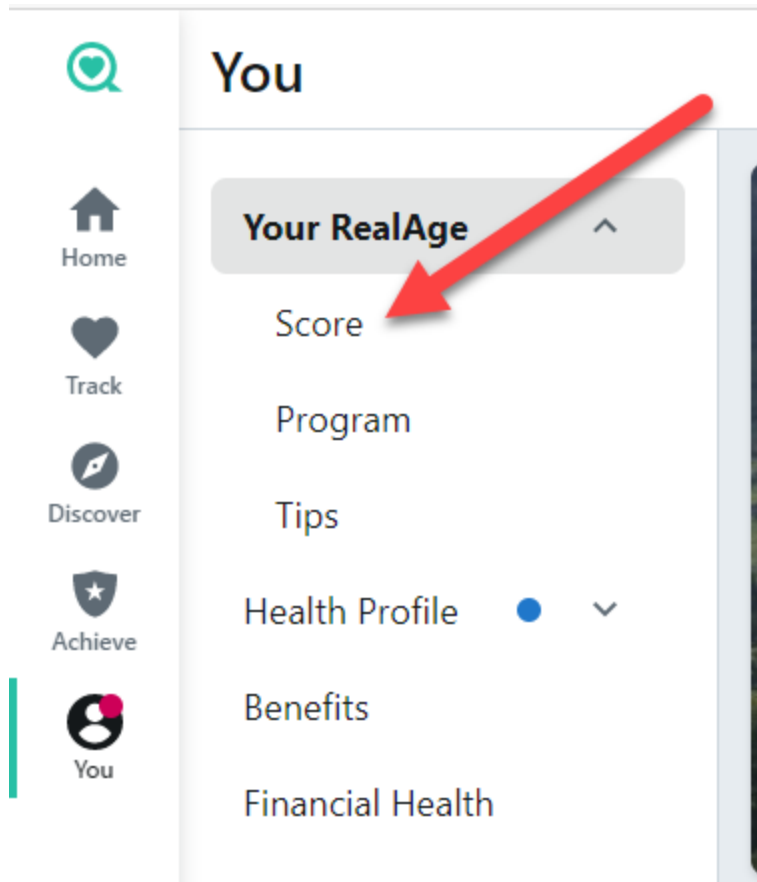 You
Home
Track
Discover
Achieve
You
Your RealAge
Score
Program
Tips
Health Profile
Benefits
Financial Health